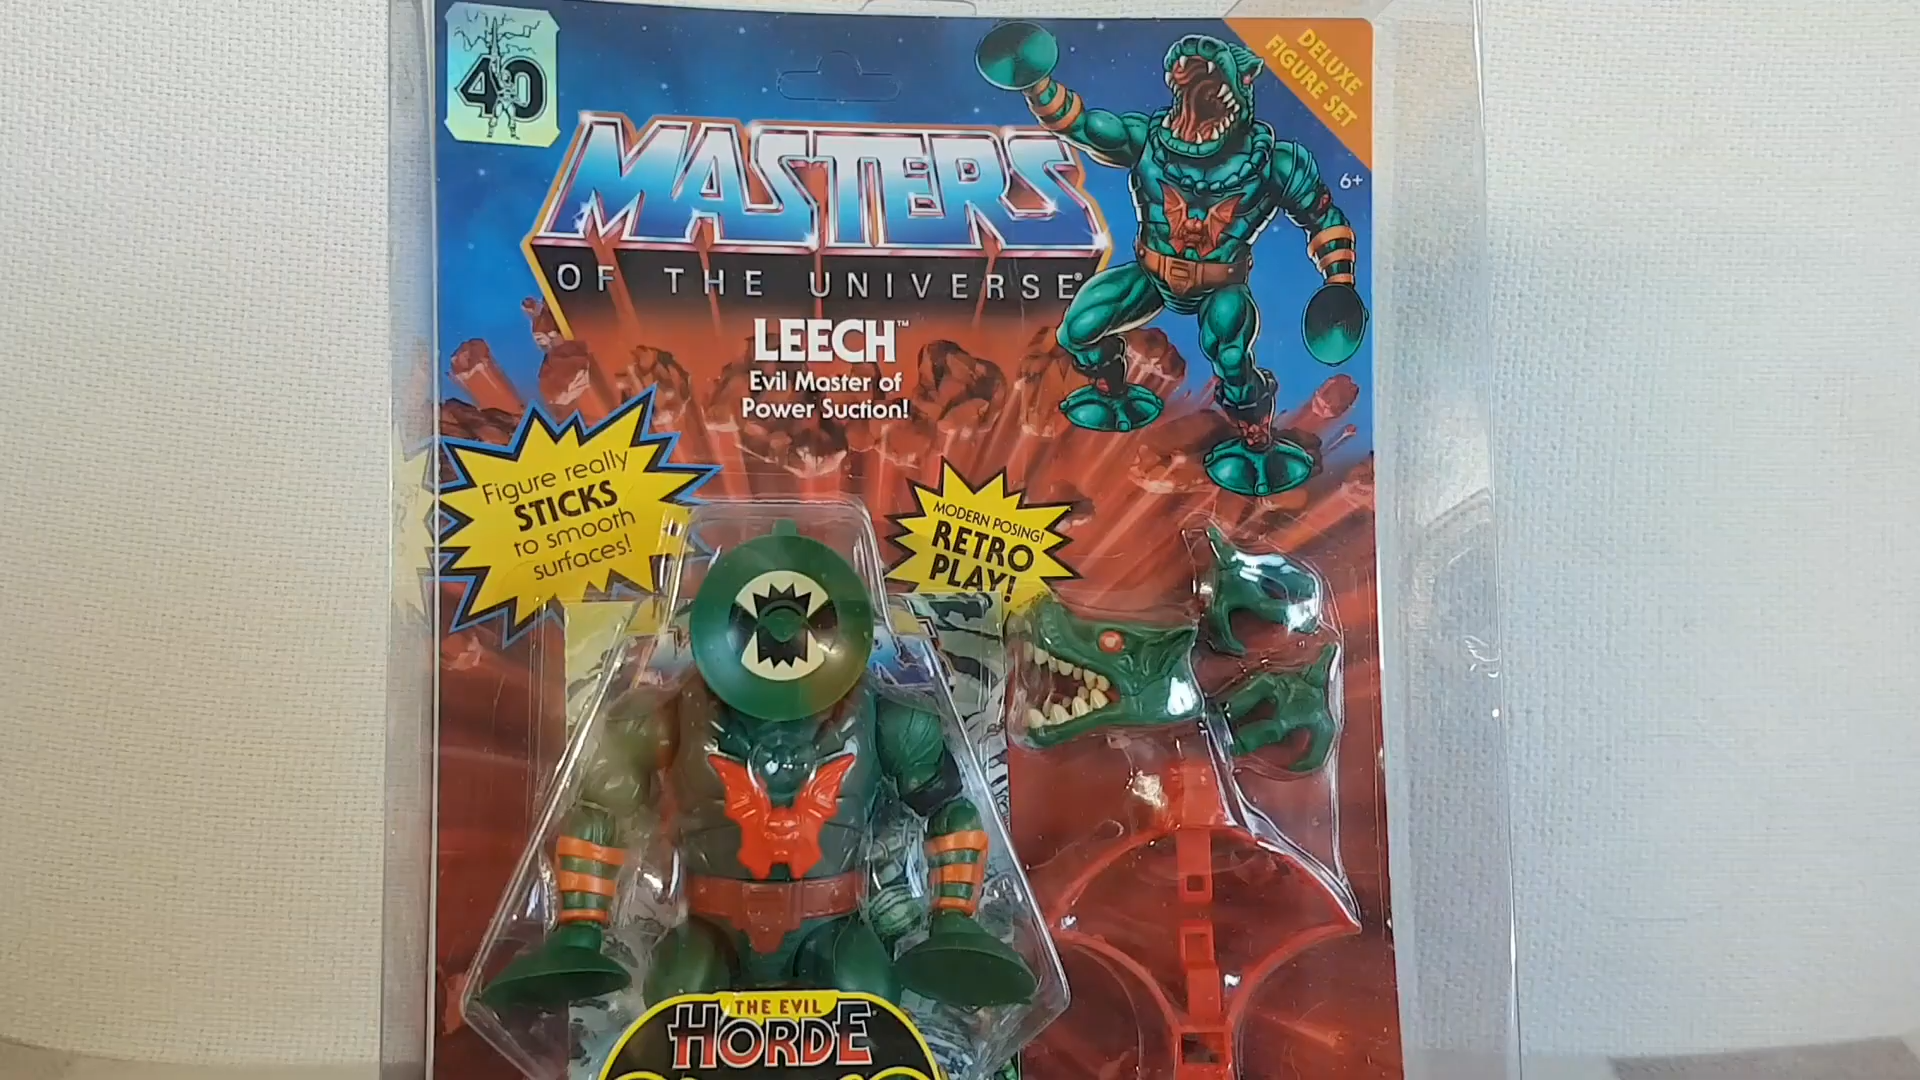 40
DELUXE
FIGURE SET
6+
MASTERS
OF THE UNIVERSE®
LEECH™
Evil Master of
Power Suction!
Figure really
STICKS
to smooth
surfaces!
MODERN POSING!
RETRO
PLAY!
THE EVIL
HORDE